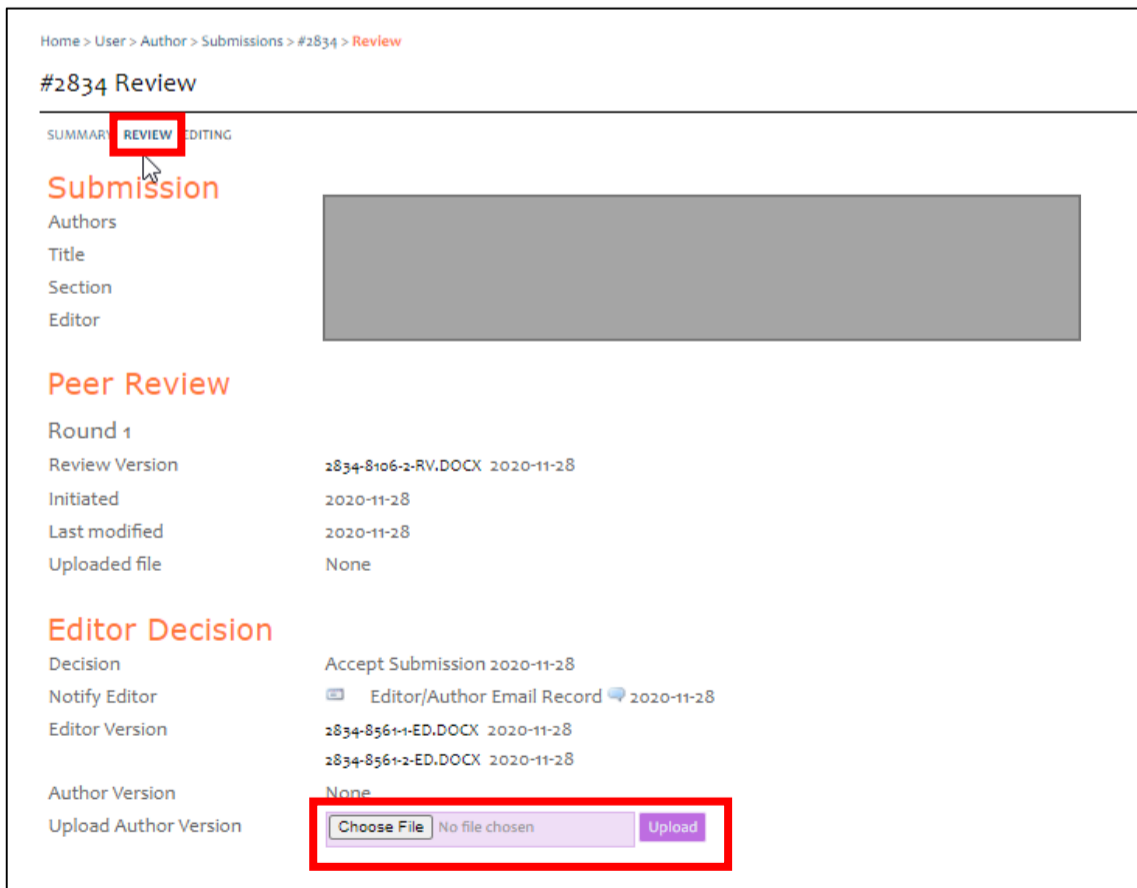 Home > User > Author > Submissions > #2834 > Review
#2834 Review
SUMMARY REVIEW EDITING
Submission
Authors
Title
Section
Editor
Peer Review
Round 1
Review Version 2834-8106-2-RV.DOCX 2020-11-28
Initiated 2020-11-28
Last modified 2020-11-28
Uploaded file None
Editor Decision
Decision Accept Submission 2020-11-28
Notify Editor Editor/Author Email Record 2020-11-28
Editor Version 2834-8561-1-ED.DOCX 2020-11-28
2834-8561-2-ED.DOCX 2020-11-28
Author Version None
Upload Author Version Choose File No file chosen Upload